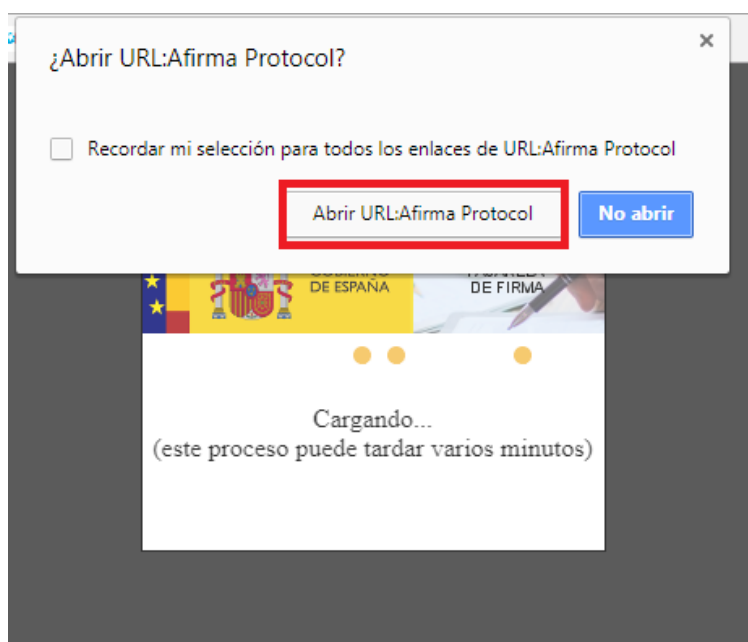 ¿Abrir URL:Afirma Protocol?
Recordar mi selección para todos los enlaces de URL:Afirma Protocol
Abrir URL:Afirma Protocol
No abrir
DE ESPAÑA
DE FIRMA
Cargando...
(este proceso puede tardar varios minutos)